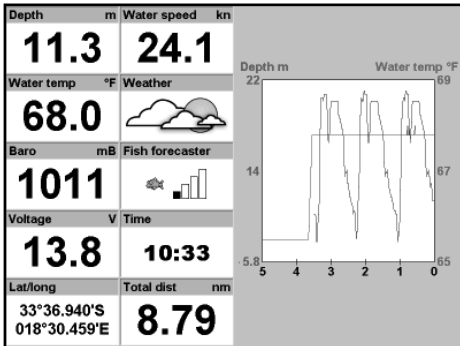 Depth m Water speed kn
11.3 24.1
Water temp °F Weather
68.0
Baro mB Fish forecaster
1011
Voltage V Time
13.8 10:33
Lat/long Total dist nm
33°36.940'S
018°30.459'E
8.79
Depth m Water temp °F
22 69
14 67
5.8 65
5 4 3 2 1 0